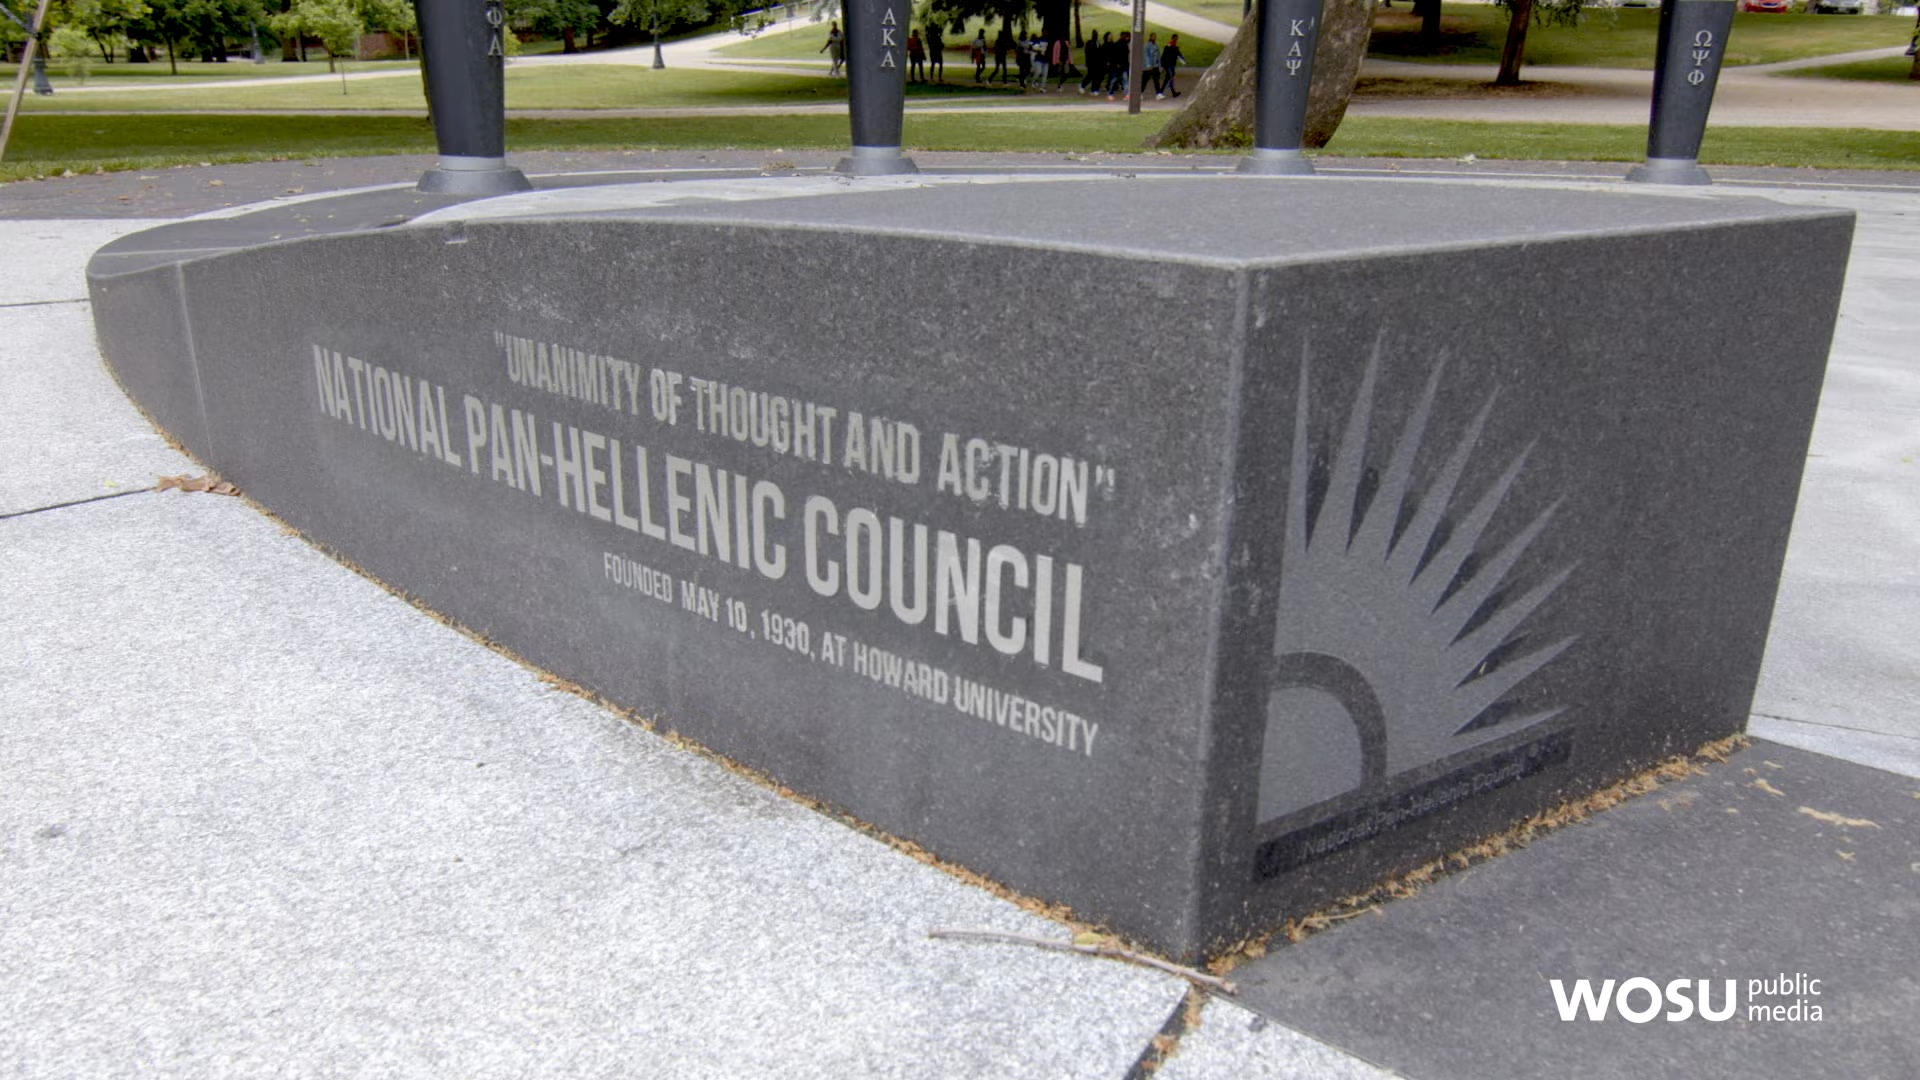 ΦΑ
ΑΚΑ
ΚΑΨ
ΩΨΦ
"UNANIMITY OF THOUGHT AND ACTION"
NATIONAL PAN-HELLENIC COUNCIL
FOUNDED MAY 10, 1930, AT HOWARD UNIVERSITY
National Pan-Hellenic Council
WOSU public media